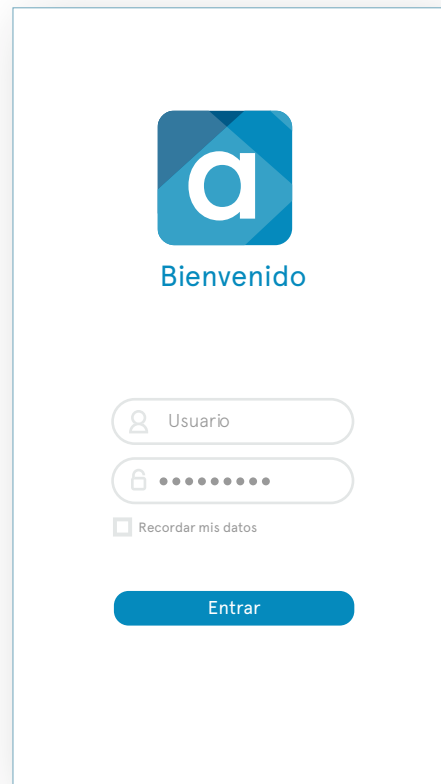 a
Bienvenido
Usuario
•••••••••
Recordar mis datos
Entrar